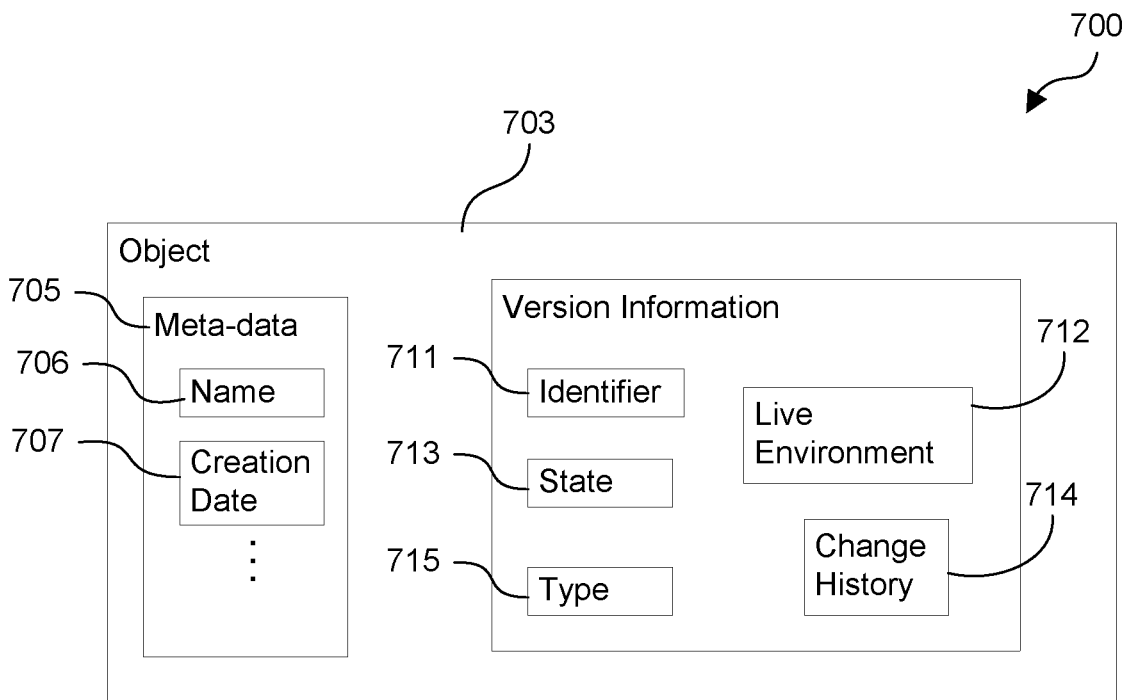 700
703
Object
705
Meta-data
706
Name
707
Creation
Date
Version Information
711
Identifier
712
Live
Environment
713
State
714
Change
History
715
Type